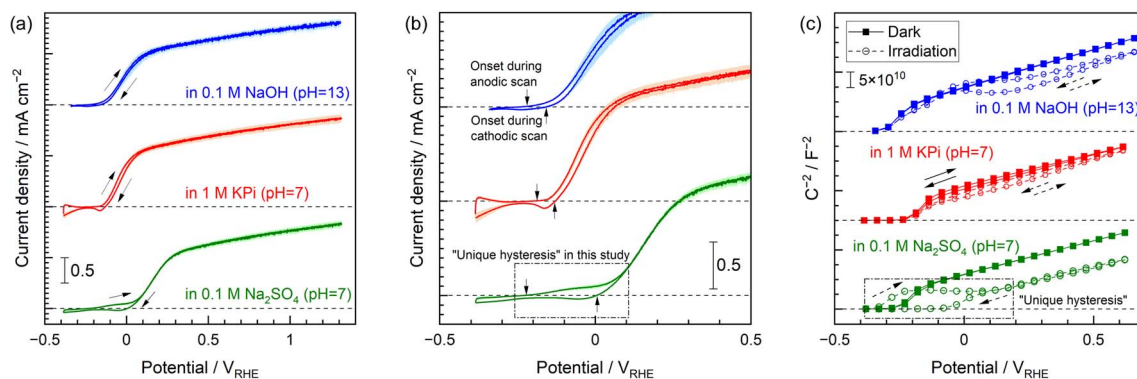 (a)
Current density / mA cm⁻²
in 0.1 M NaOH (pH=13)
in 1 M KPi (pH=7)
0.5
in 0.1 M Na₂SO₄ (pH=7)
−0.5 0 0.5 1
Potential / V_RHE
(b)
Current density / mA cm⁻²
Onset during
anodic scan
Onset during
cathodic scan
"Unique hysteresis" in this study
0.5
−0.5 0 0.5
Potential / V_RHE
(c)
C⁻² / F⁻²
Dark
Irradiation
5×10¹⁰
in 0.1 M NaOH
(pH=13)
in 1 M KPi (pH=7)
in 0.1 M Na₂SO₄ (pH=7)
"Unique
hysteresis"
−0.5 0 0.5
Potential / V_RHE